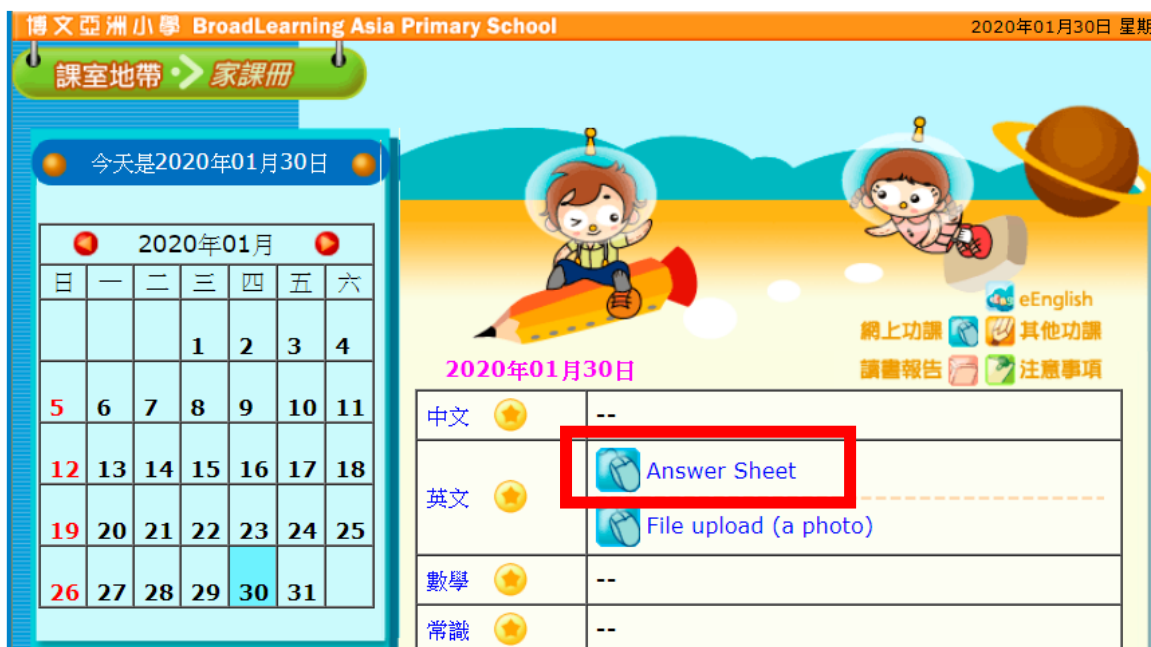 博文亞洲小學 BroadLearning Asia Primary School
2020年01月30日 星期
課室地帶 家課冊
今天是2020年01月30日
2020年01月
日 一 二 三 四 五 六
1 2 3 4
5 6 7 8 9 10 11
12 13 14 15 16 17 18
19 20 21 22 23 24 25
26 27 28 29 30 31
eEnglish
網上功課 其他功課
讀書報告 注意事項
2020年01月30日
中文 --
英文 Answer Sheet
File upload (a photo)
數學 --
常識 --